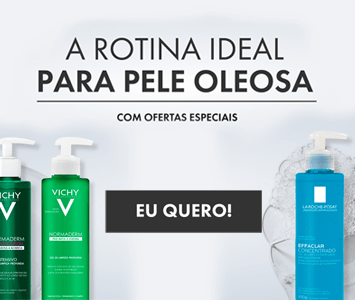 A ROTINA IDEAL
PARA PELE OLEOSA
COM OFERTAS ESPECIAIS
VICHY
VICHY
NORMADERM
NORMADERM
LA ROCHE-POSAY
EFFACLAR
CONCENTRADO
EU QUERO!